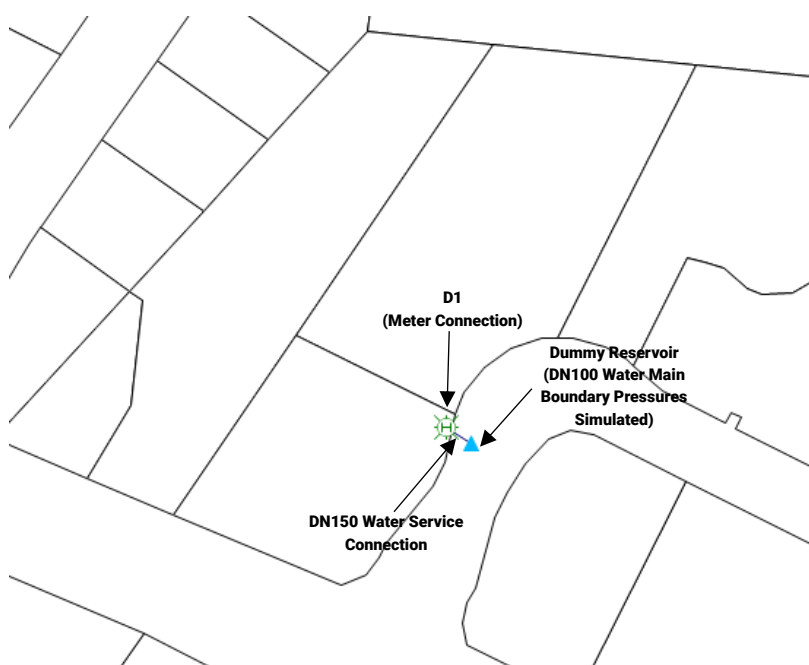 D1
(Meter Connection)
Dummy Reservoir
(DN100 Water Main
Boundary Pressures
Simulated)
H
DN150 Water Service
Connection